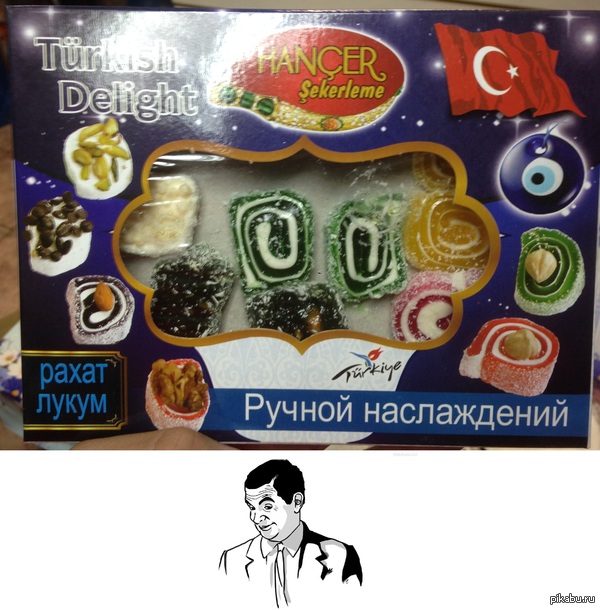 Türkish
Delight
HANÇER
Şekerleme
рахат
лукум
Türkiye
Ручной наслаждений
pikabu.ru